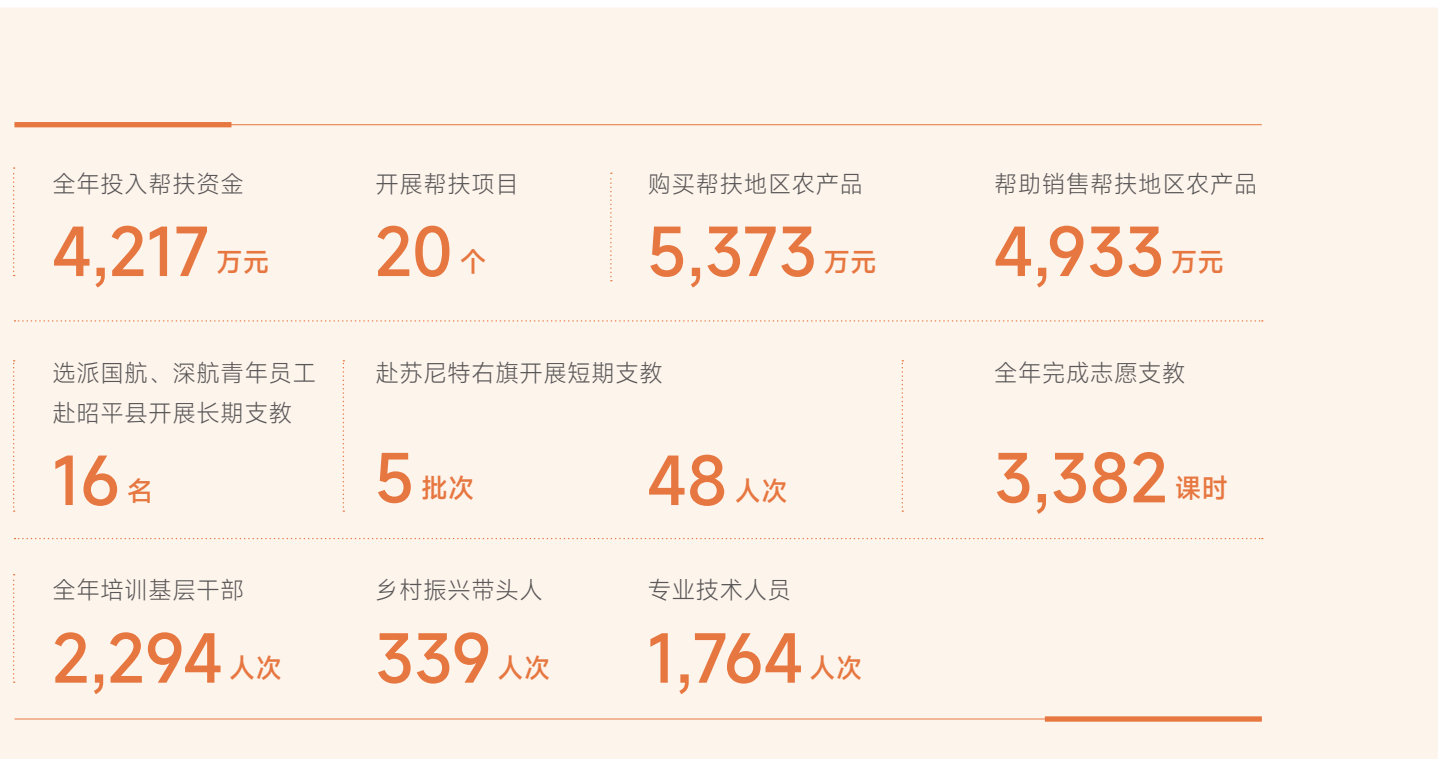 全年投入帮扶资金
4,217 万元
开展帮扶项目
20 个
购买帮扶地区农产品
5,373 万元
帮助销售帮扶地区农产品
4,933 万元
选派国航、深航青年员工
赴昭平县开展长期支教
16 名
赴苏尼特右旗开展短期支教
5 批次
48 人次
全年完成志愿支教
3,382 课时
全年培训基层干部
2,294 人次
乡村振兴带头人
339 人次
专业技术人员
1,764 人次